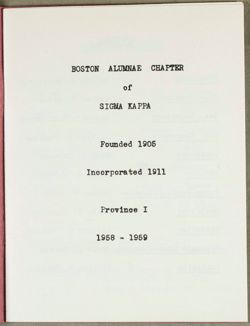 BOSTON ALUMNAE CHAPTER
of
SIGMA KAPPA
Founded 1905
Incorporated 1911
Province I
1958 - 1959